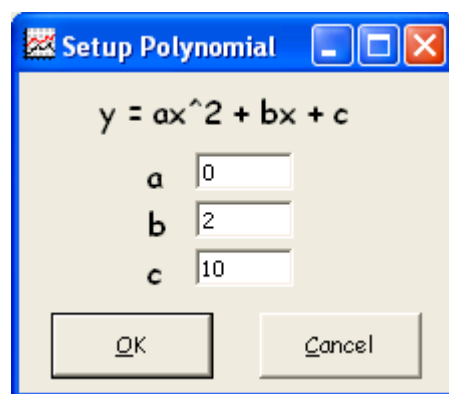 Setup Polynomial
y = ax^2 + bx + c
a 0
b 2
c 10
OK Cancel